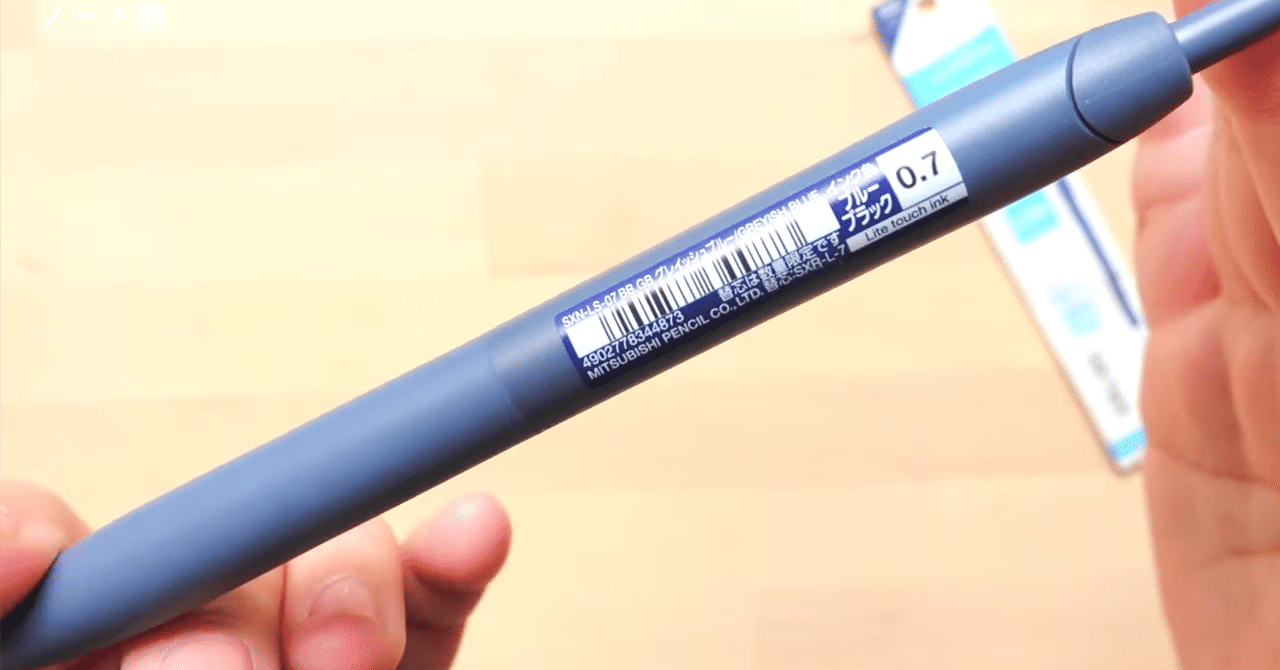 ノート旅
SXN-LS-07 BB.GB グレイッシュブルー/GREYISH BLUE
4902778344873
替芯は数量限定です
MITSUBISHI PENCIL CO.,LTD. 替芯:SXR-L-7
インク色
ブルー
ブラック
0.7
Lite touch ink